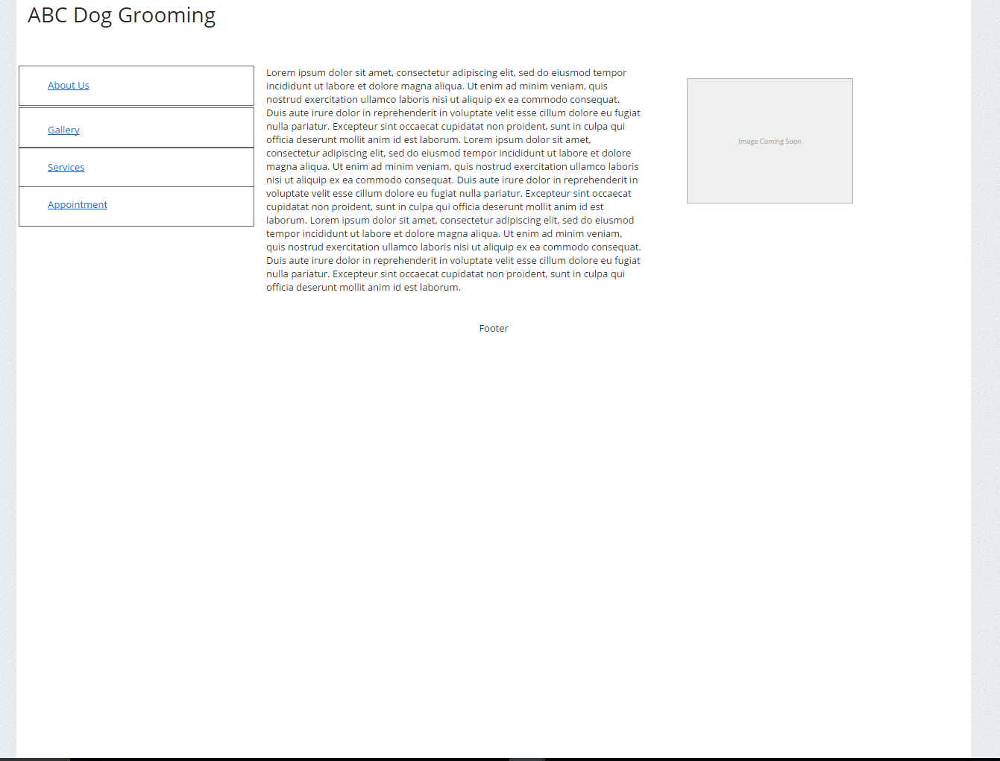 ABC Dog Grooming
About Us
Gallery
Services
Appointment
Lorem ipsum dolor sit amet, consectetur adipiscing elit, sed do eiusmod tempor
incididunt ut labore et dolore magna aliqua. Ut enim ad minim veniam, quis
nostrud exercitation ullamco laboris nisi ut aliquip ex ea commodo consequat.
Duis aute irure dolor in reprehenderit in voluptate velit esse cillum dolore eu fugiat
nulla pariatur. Excepteur sint occaecat cupidatat non proident, sunt in culpa qui
officia deserunt mollit anim id est laborum. Lorem ipsum dolor sit amet,
consectetur adipiscing elit, sed do eiusmod tempor incididunt ut labore et dolore
magna aliqua. Ut enim ad minim veniam, quis nostrud exercitation ullamco laboris
nisi ut aliquip ex ea commodo consequat. Duis aute irure dolor in reprehenderit in
voluptate velit esse cillum dolore eu fugiat nulla pariatur. Excepteur sint occaecat
cupidatat non proident, sunt in culpa qui officia deserunt mollit anim id est
laborum. Lorem ipsum dolor sit amet, consectetur adipiscing elit, sed do eiusmod
tempor incididunt ut labore et dolore magna aliqua. Ut enim ad minim veniam,
quis nostrud exercitation ullamco laboris nisi ut aliquip ex ea commodo consequat.
Duis aute irure dolor in reprehenderit in voluptate velit esse cillum dolore eu fugiat
nulla pariatur. Excepteur sint occaecat cupidatat non proident, sunt in culpa qui
officia deserunt mollit anim id est laborum.
Image Coming Soon
Footer